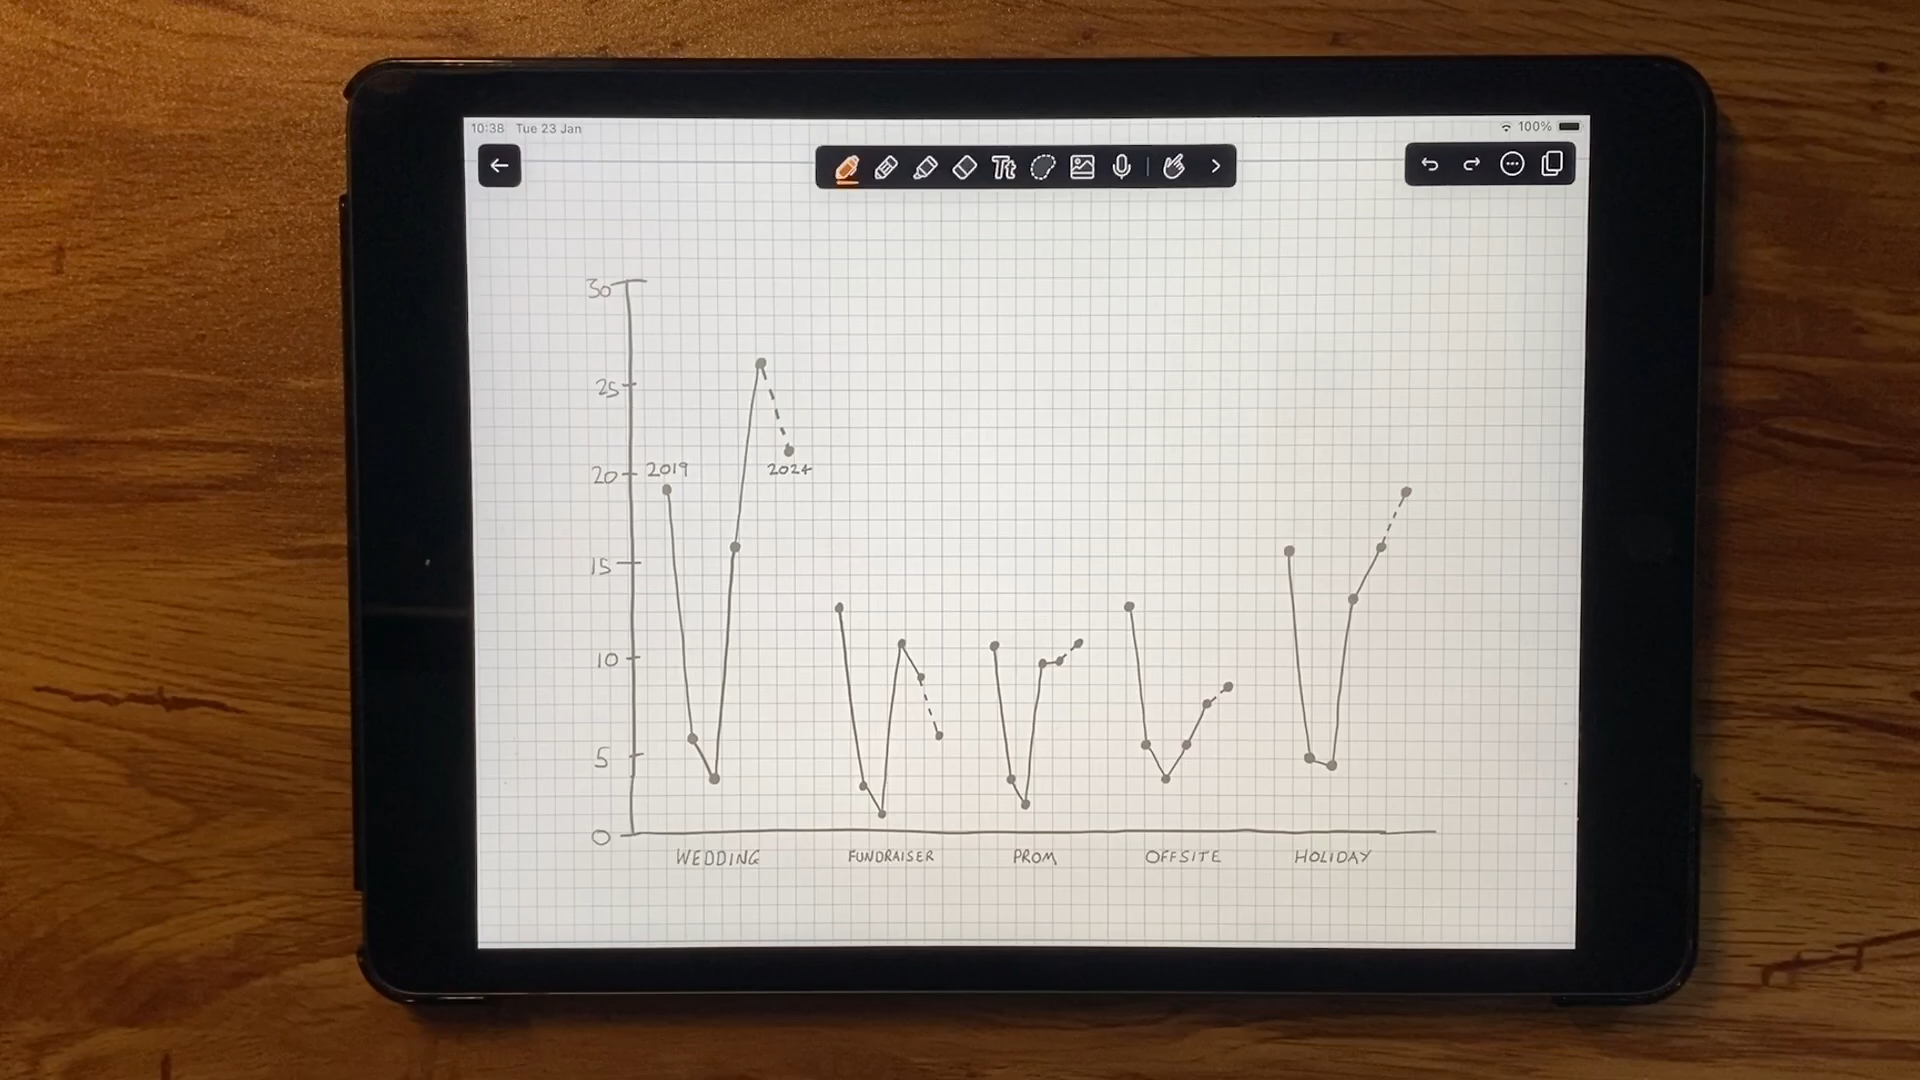 10:38 Tue 23 Jan
100%
Tt
30
25
20
2019
2024
15
10
5
0
WEDDING
FUNDRAISER
PROM
OFFSITE
HOLIDAY